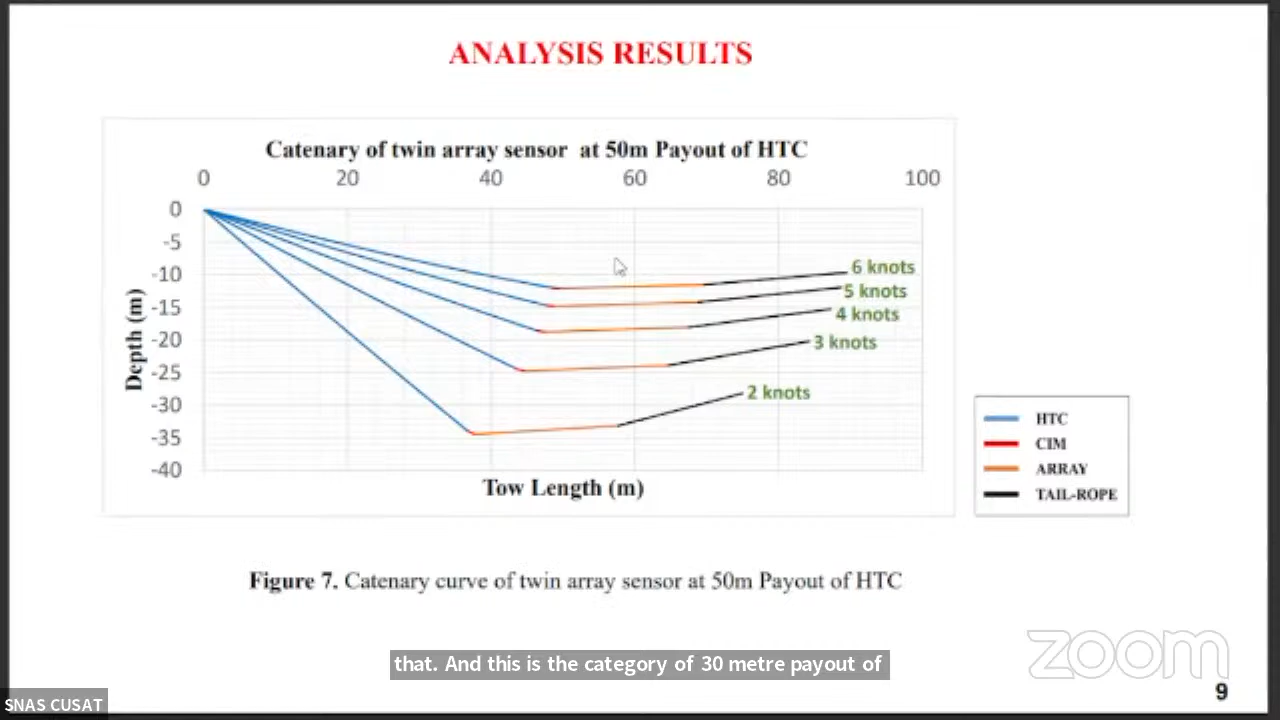 ANALYSIS RESULTS
Catenary of twin array sensor at 50m Payout of HTC
0 20 40 60 80 100
0
-5
-10
-15
-20
-25
-30
-35
-40
Depth (m)
6 knots
5 knots
4 knots
3 knots
2 knots
Tow Length (m)
HTC
CIM
ARRAY
TAIL-ROPE
Figure 7. Catenary curve of twin array sensor at 50m Payout of HTC
that. And this is the category of 30 metre payout of
zoom
SNAS CUSAT
9